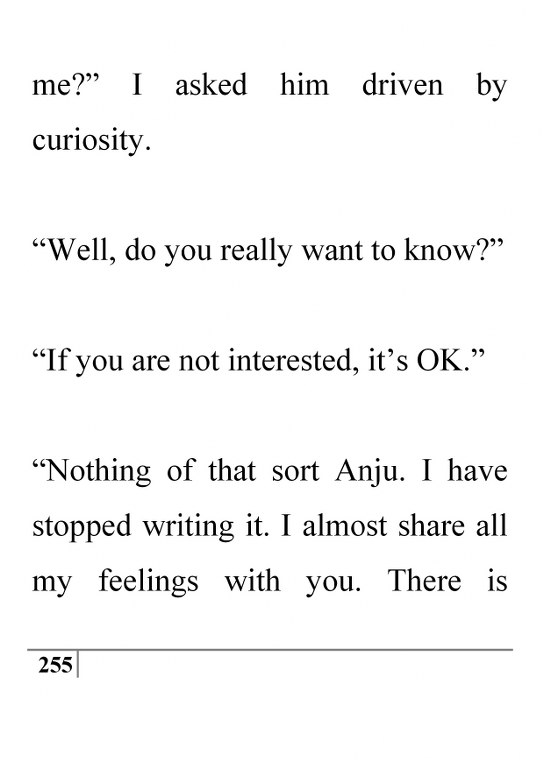 me?” I asked him driven by
curiosity.
“Well, do you really want to know?”
“If you are not interested, it’s OK.”
“Nothing of that sort Anju. I have
stopped writing it. I almost share all
my feelings with you. There is
255